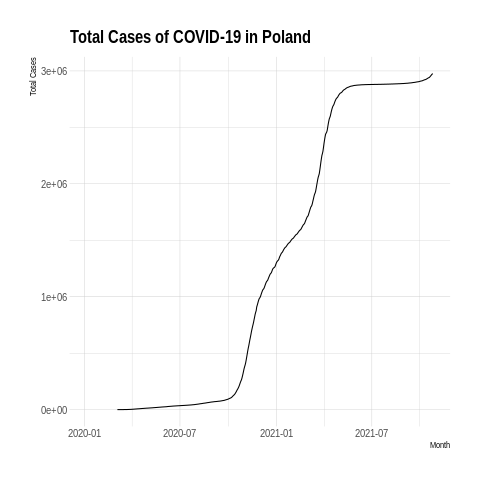 Total Cases of COVID-19 in Poland
Total Cases
3e+06
2e+06
1e+06
0e+00
2020-01 2020-07 2021-01 2021-07
Month